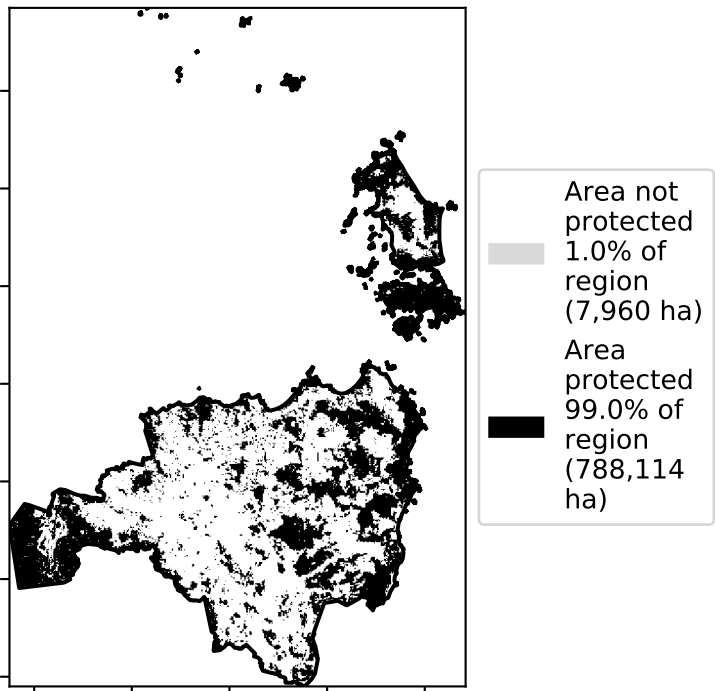 Area not
protected
1.0% of
region
(7,960 ha)
Area
protected
99.0% of
region
(788,114
ha)